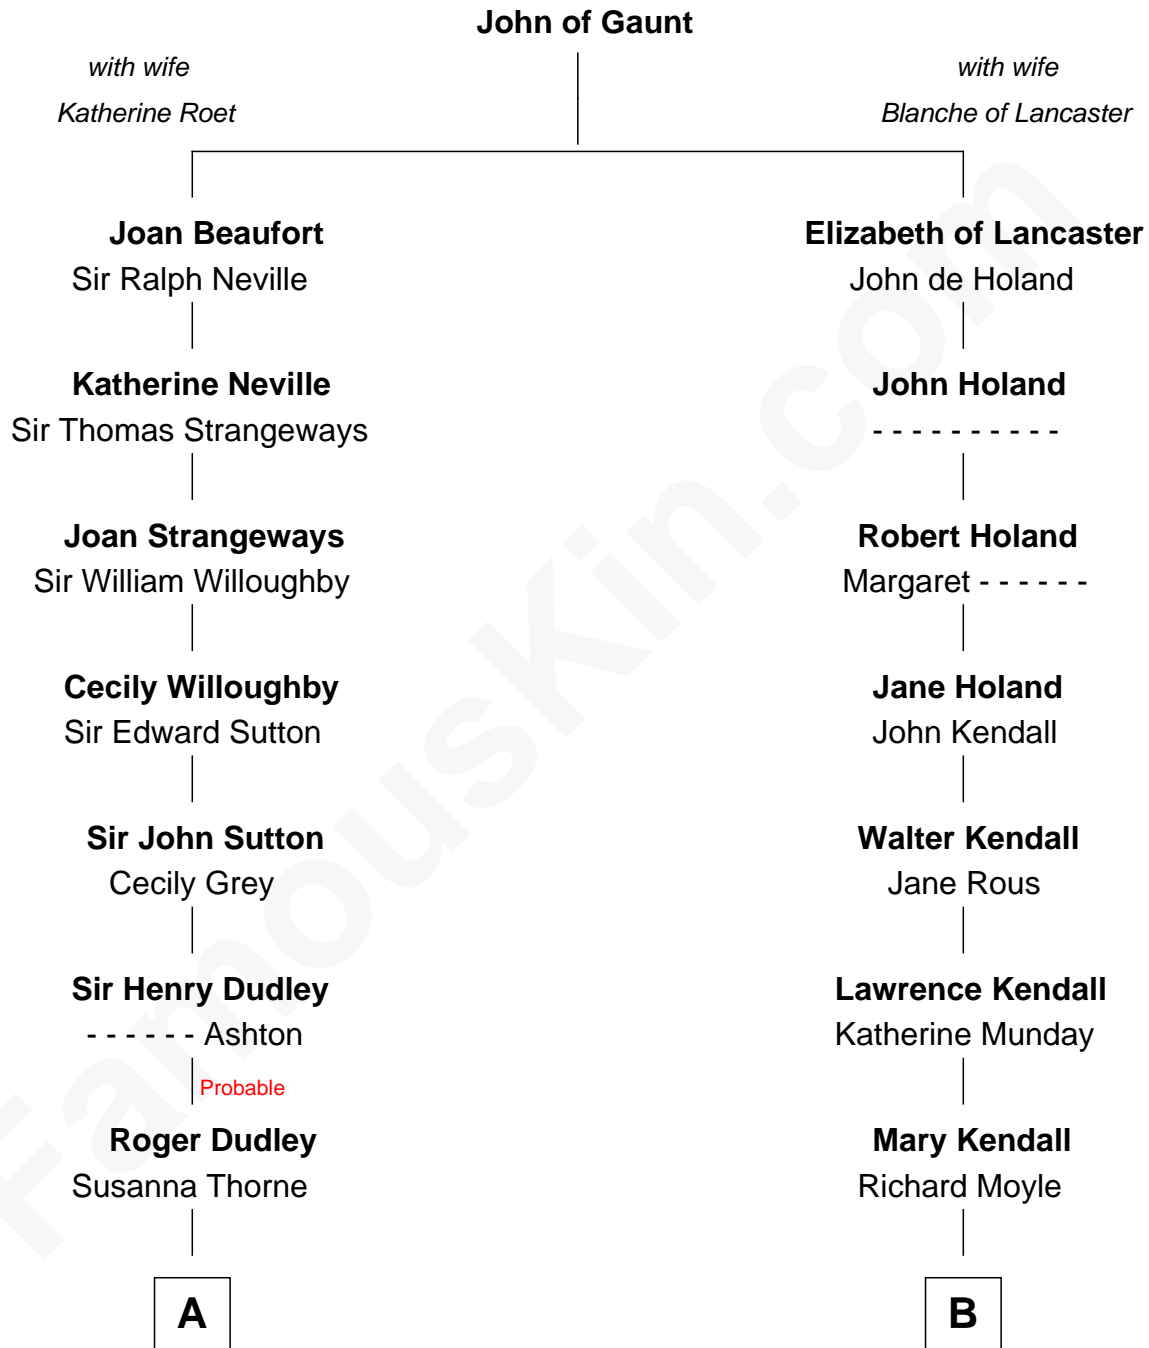 John of Gaunt
with wife
Katherine Roet
with wife
Blanche of Lancaster
Joan Beaufort
Sir Ralph Neville
Elizabeth of Lancaster
John de Holand
Katherine Neville
Sir Thomas Strangeways
John Holand
- - - - - - - - - -
Joan Strangeways
Sir William Willoughby
Robert Holand
Margaret - - - - - -
Cecily Willoughby
Sir Edward Sutton
Jane Holand
John Kendall
Sir John Sutton
Cecily Grey
Walter Kendall
Jane Rous
Sir Henry Dudley
- - - - - - Ashton
Lawrence Kendall
Katherine Munday
Probable
Roger Dudley
Susanna Thorne
Mary Kendall
Richard Moyle
A
B
FamousKin.com